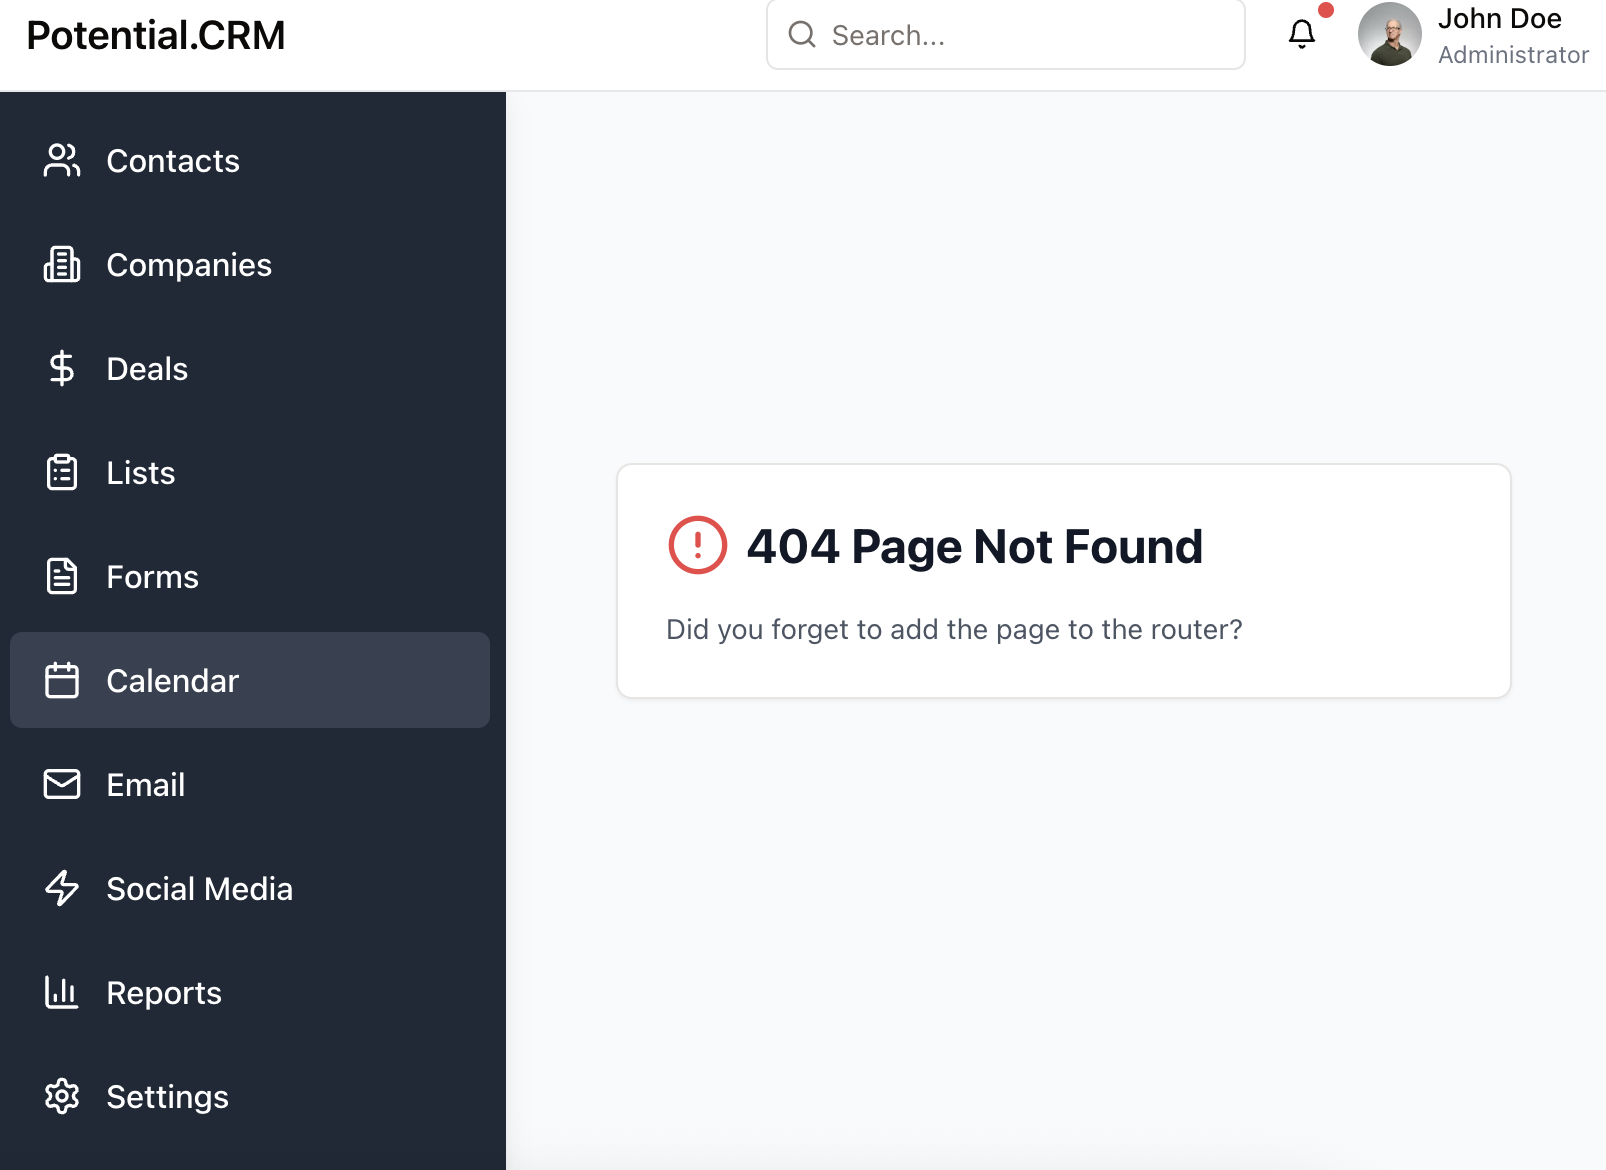 Potential.CRM
Search...
John Doe
Administrator
Contacts
Companies
Deals
Lists
Forms
Calendar
Email
Social Media
Reports
Settings
404 Page Not Found
Did you forget to add the page to the router?